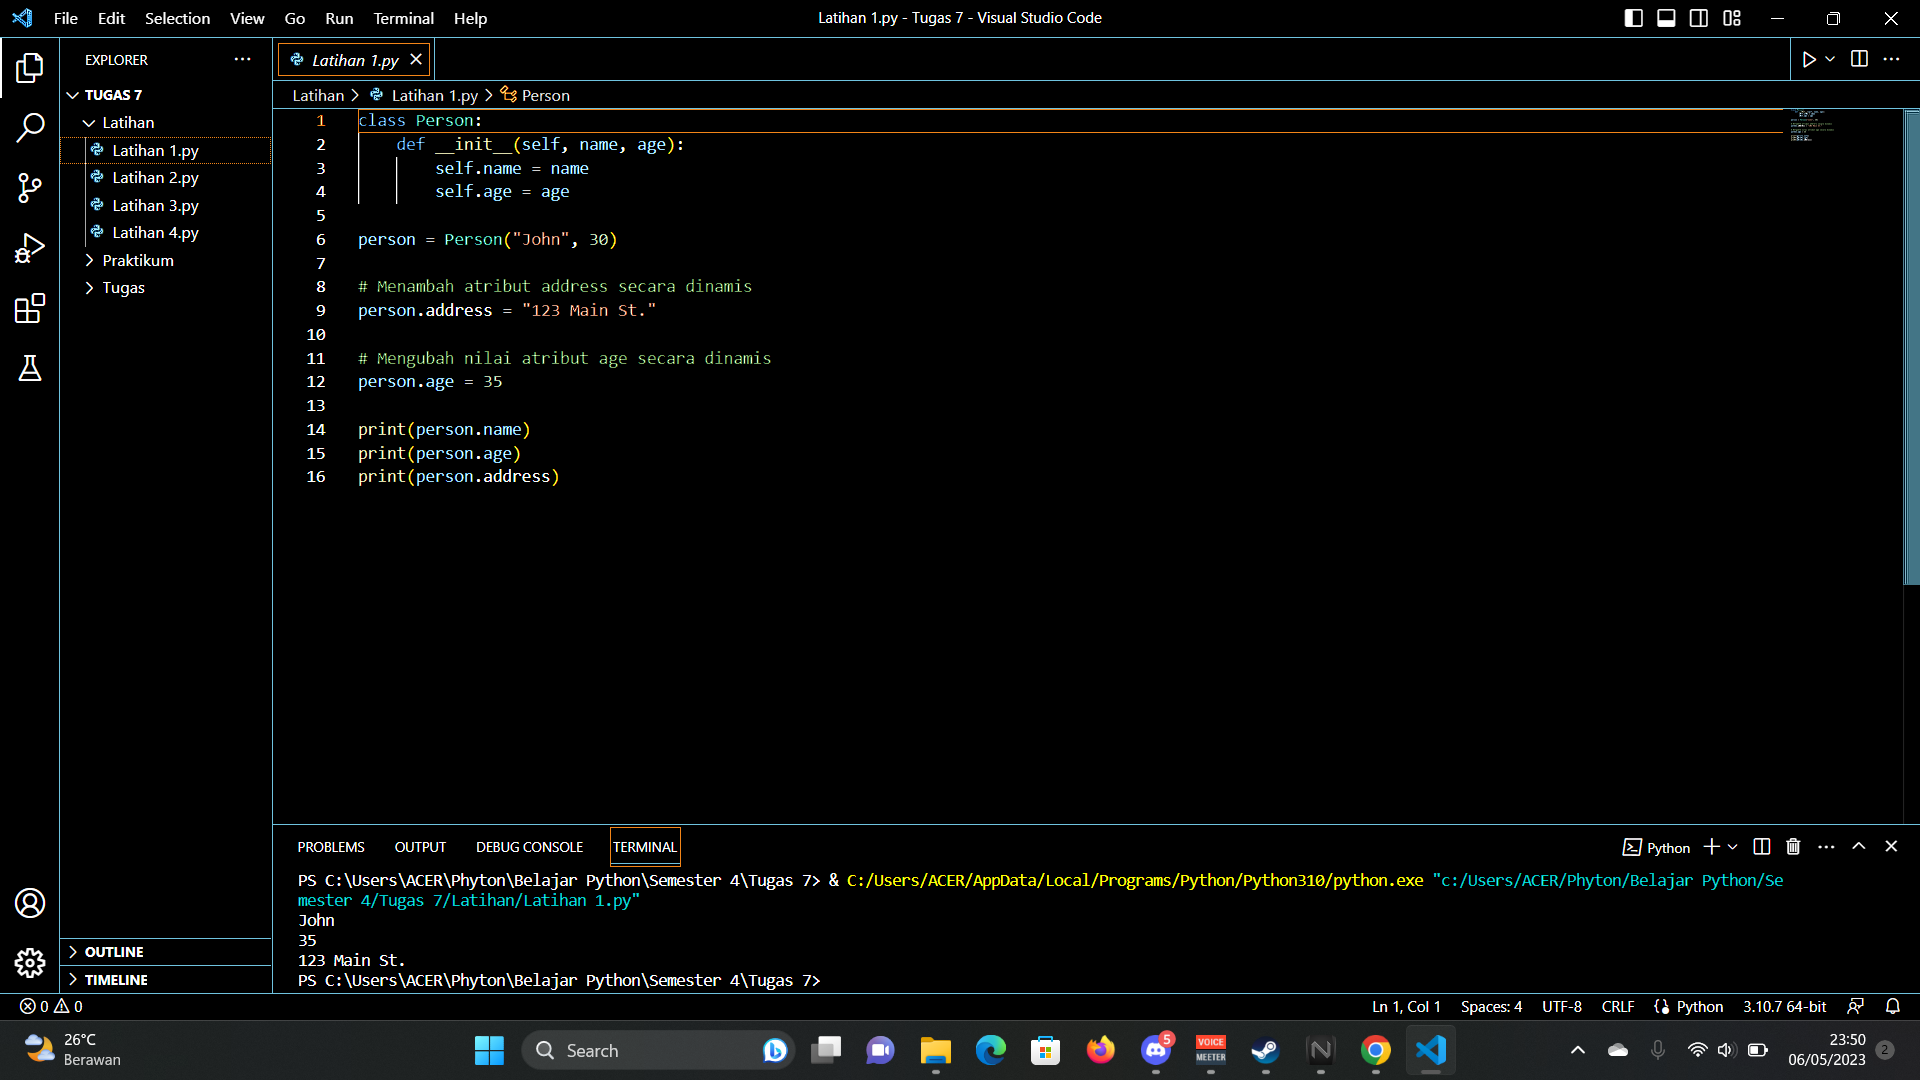 File Edit Selection View Go Run Terminal Help
Latihan 1.py - Tugas 7 - Visual Studio Code
EXPLORER
TUGAS 7
Latihan
Latihan 1.py
Latihan 2.py
Latihan 3.py
Latihan 4.py
Praktikum
Tugas
OUTLINE
TIMELINE
Latihan 1.py
Latihan > Latihan 1.py > Person
1 class Person:
2 def __init__(self, name, age):
3 self.name = name
4 self.age = age
5
6 person = Person("John", 30)
7
8 # Menambah atribut address secara dinamis
9 person.address = "123 Main St."
10
11 # Mengubah nilai atribut age secara dinamis
12 person.age = 35
13
14 print(person.name)
15 print(person.age)
16 print(person.address)
PROBLEMS OUTPUT DEBUG CONSOLE TERMINAL
Python
PS C:\Users\ACER\Phyton\Belajar Python\Semester 4\Tugas 7> & C:/Users/ACER/AppData/Local/Programs/Python/Python310/python.exe "c:/Users/ACER/Phyton/Belajar Python/Se
mester 4/Tugas 7/Latihan/Latihan 1.py"
John
35
123 Main St.
PS C:\Users\ACER\Phyton\Belajar Python\Semester 4\Tugas 7>
0 0
Ln 1, Col 1 Spaces: 4 UTF-8 CRLF Python 3.10.7 64-bit
26°C
Berawan
Search
5
VOICE
MEETER
23:50
06/05/2023
2